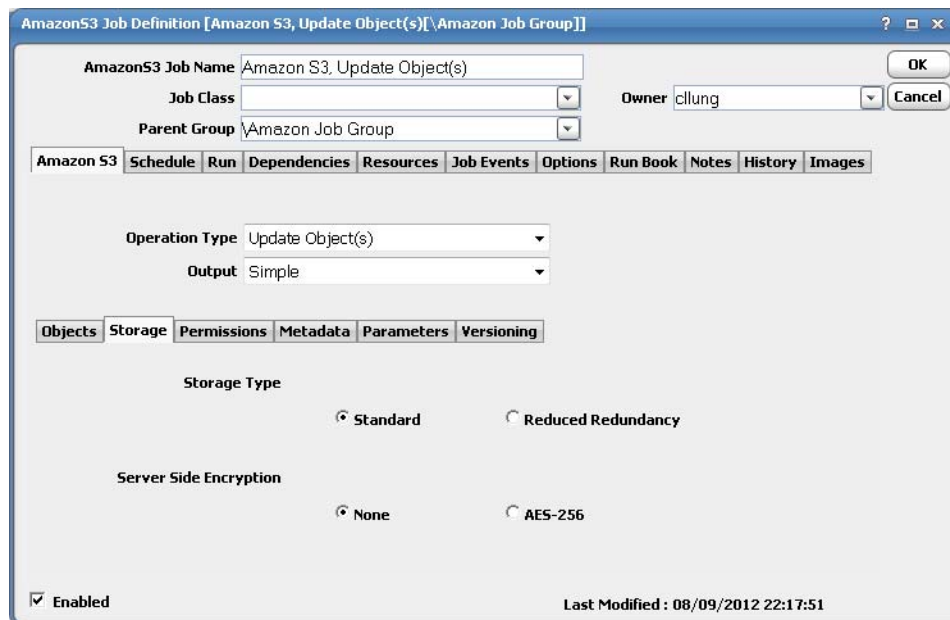 AmazonS3 Job Definition [Amazon S3, Update Object(s)[\Amazon Job Group]]
AmazonS3 Job Name Amazon S3, Update Object(s) OK
Job Class Owner cllung Cancel
Parent Group \Amazon Job Group
Amazon S3 Schedule Run Dependencies Resources Job Events Options Run Book Notes History Images
Operation Type Update Object(s)
Output Simple
Objects Storage Permissions Metadata Parameters Versioning
Storage Type
Standard Reduced Redundancy
Server Side Encryption
None AES-256
Enabled Last Modified : 08/09/2012 22:17:51